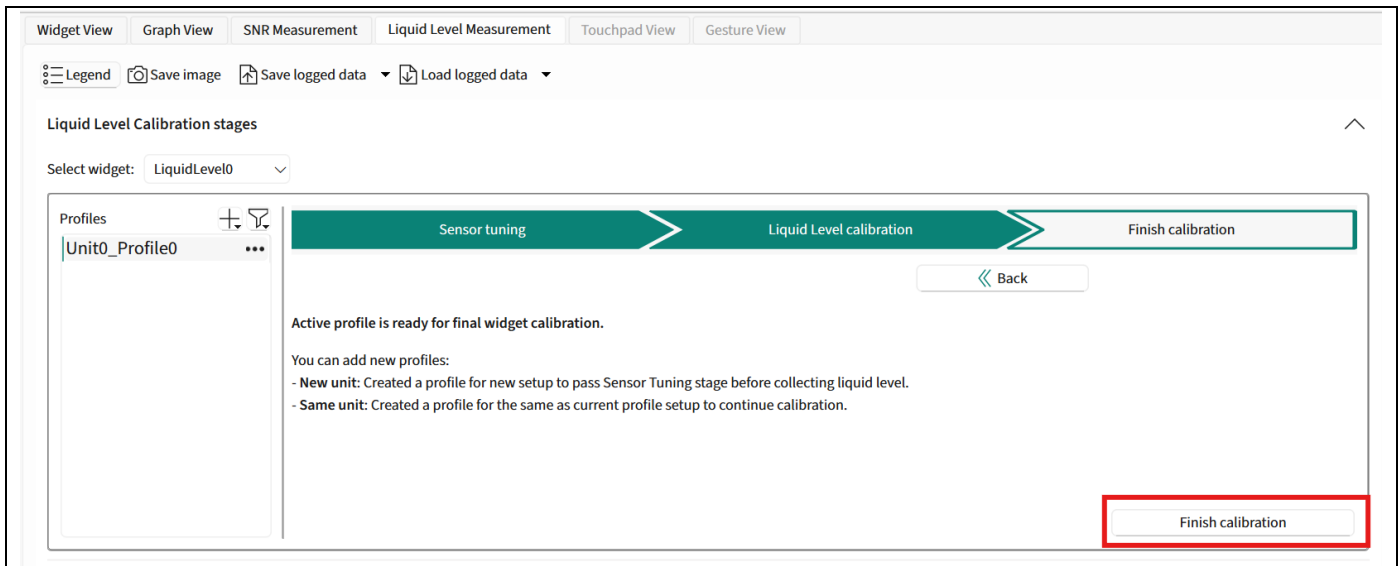 Widget View Graph View SNR Measurement Liquid Level Measurement Touchpad View Gesture View
Legend Save image Save logged data Load logged data
Liquid Level Calibration stages
Select widget: LiquidLevel0
Profiles
Unit0_Profile0
Sensor tuning Liquid Level calibration Finish calibration
Back
Active profile is ready for final widget calibration.
You can add new profiles:
- New unit: Created a profile for new setup to pass Sensor Tuning stage before collecting liquid level.
- Same unit: Created a profile for the same as current profile setup to continue calibration.
Finish calibration